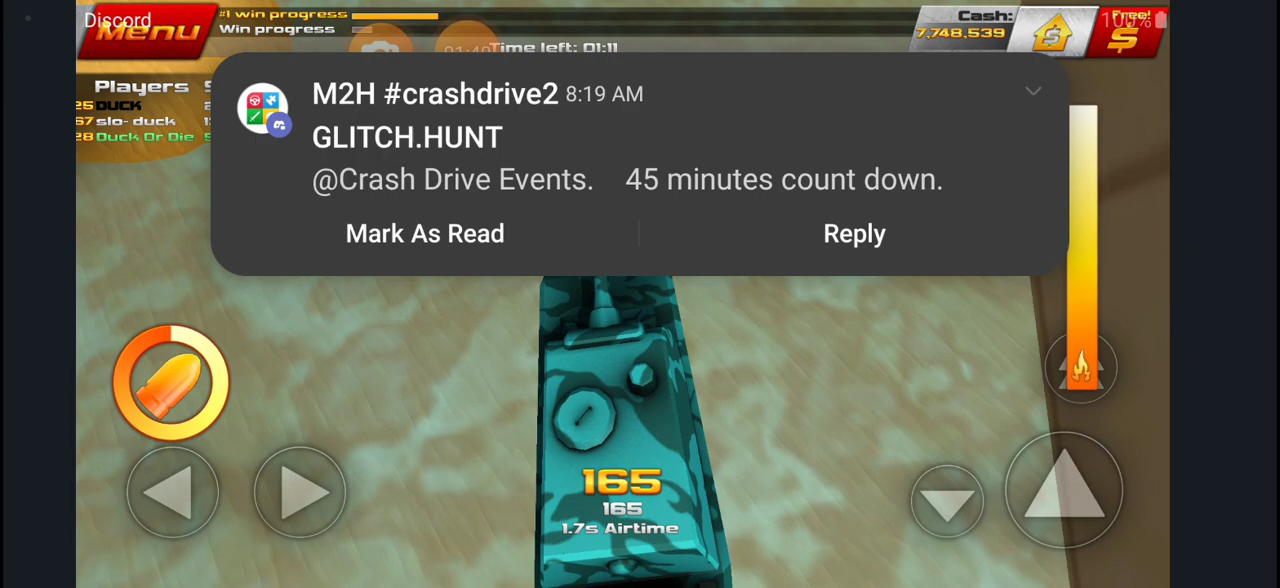 Discord
Menu
#1 win progress
Win progress
Time left: 01:11
Cash:
7,748,539
Free!
$
100%
Players
25 DUCK
67 slo- duck
28 Duck Or Die
M2H #crashdrive2 8:19 AM
GLITCH.HUNT
@Crash Drive Events. 45 minutes count down.
Mark As Read
Reply
165
165
1.7s Airtime